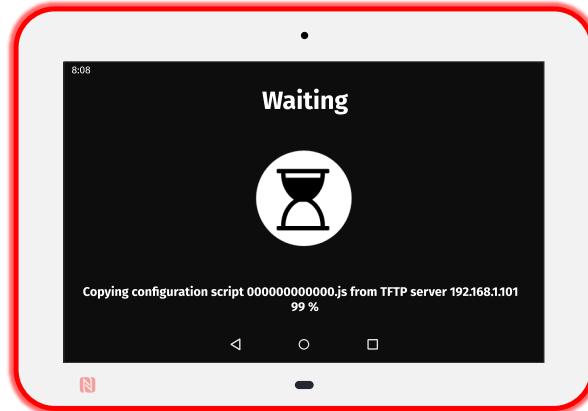 8:08
Waiting
Copying configuration script 000000000000.js from TFTP server 192.168.1.101
99 %